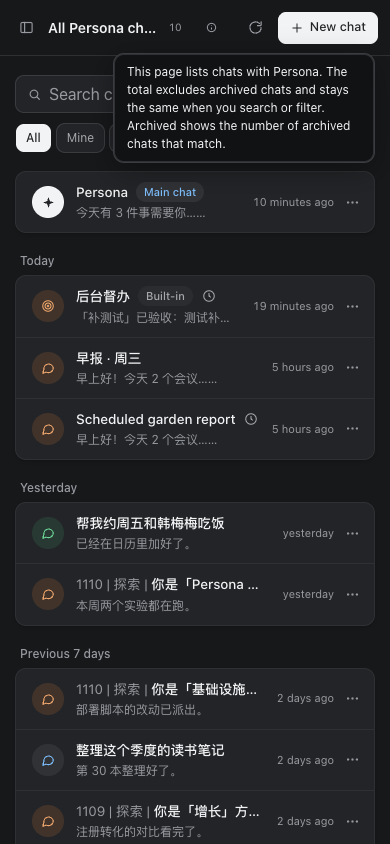 All Persona ch... 10 + New chat
This page lists chats with Persona. The
total excludes archived chats and stays
the same when you search or filter.
Archived shows the number of archived
chats that match.
Search c
All Mine
Persona Main chat
今天有 3 件事需要你…… 10 minutes ago ···
Today
后台督办 Built-in
「补测试」已验收：测试补... 19 minutes ago ···
早报 · 周三
早上好！今天 2 个会议…… 5 hours ago ···
Scheduled garden report
早上好！今天 2 个会议…… 5 hours ago ···
Yesterday
帮我约周五和韩梅梅吃饭
已经在日历里加好了。 yesterday ···
1110 | 探索 | 你是「Persona ...
本周两个实验都在跑。 yesterday ···
Previous 7 days
1110 | 探索 | 你是「基础设施...
部署脚本的改动已派出。 2 days ago ···
整理这个季度的读书笔记
第 30 本整理好了。 2 days ago ···
1109 | 探索 | 你是「增长」方...
注册转化的对比看完了。 2 days ago ···